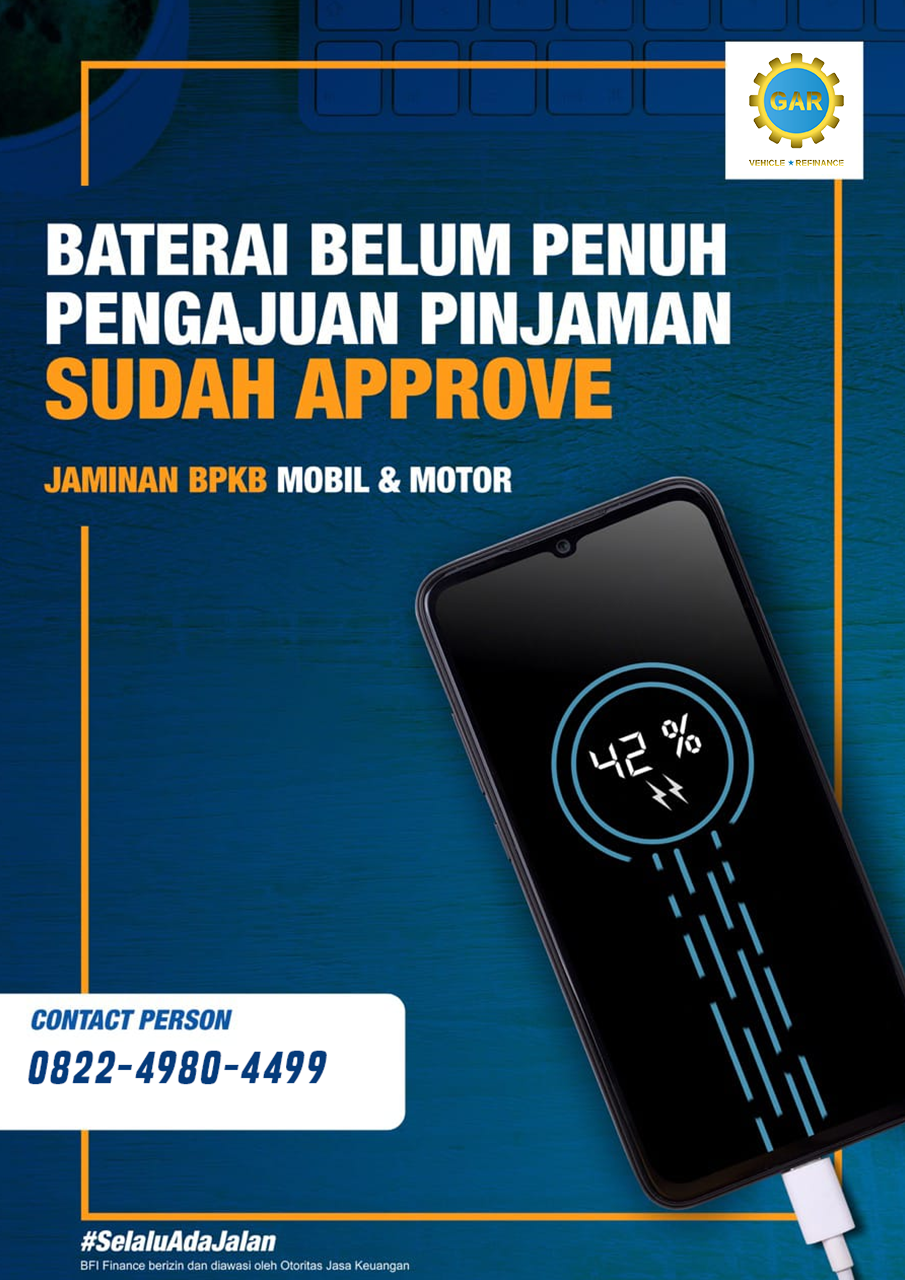 GAR
VEHICLE ★ REFINANCE
BATERAI BELUM PENUH
PENGAJUAN PINJAMAN
SUDAH APPROVE
JAMINAN BPKB MOBIL & MOTOR
42 %
CONTACT PERSON
0822-4980-4499
#SelaluAdaJalan
BFI Finance berizin dan diawasi oleh Otoritas Jasa Keuangan